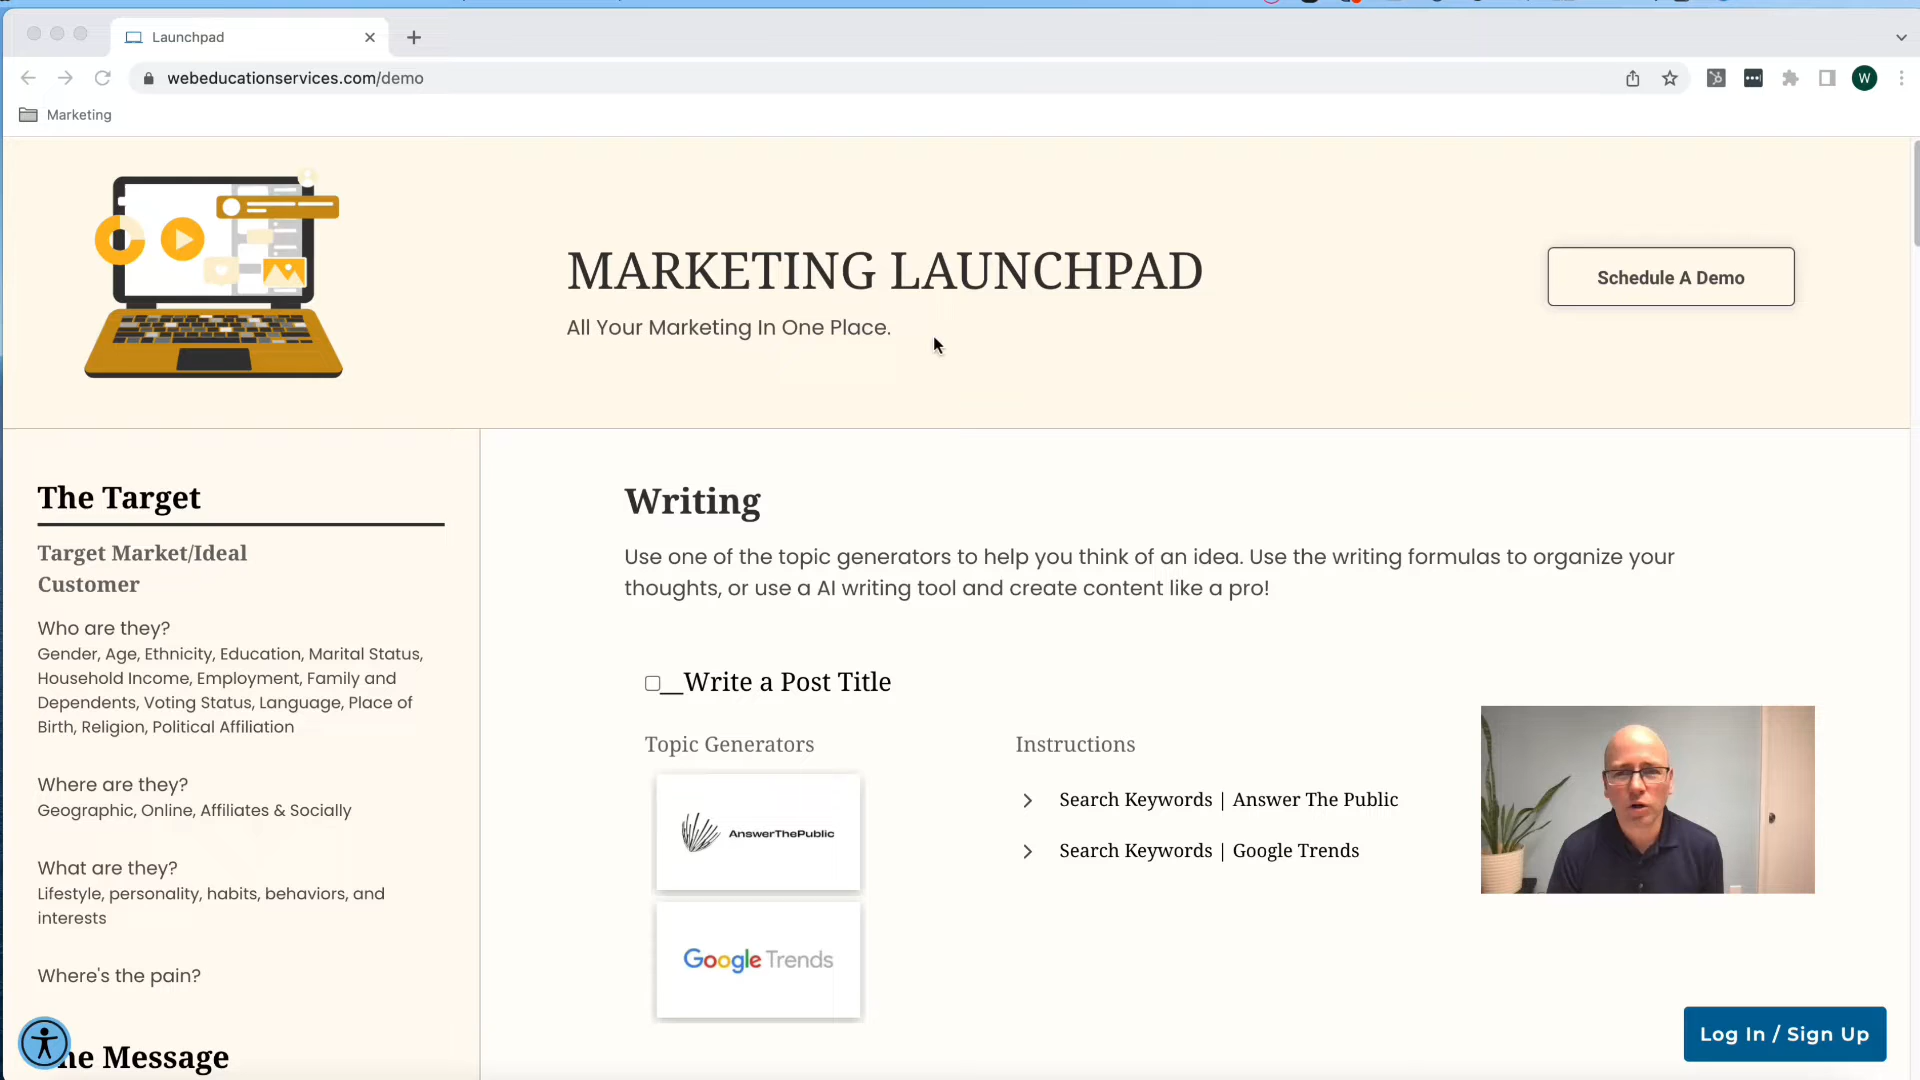 Launchpad
webeducationservices.com/demo
W
Marketing
MARKETING LAUNCHPAD
All Your Marketing In One Place.
Schedule A Demo
The Target
Target Market/Ideal
Customer
Who are they?
Gender, Age, Ethnicity, Education, Marital Status,
Household Income, Employment, Family and
Dependents, Voting Status, Language, Place of
Birth, Religion, Political Affiliation
Where are they?
Geographic, Online, Affiliates & Socially
What are they?
Lifestyle, personality, habits, behaviors, and
interests
Where's the pain?
he Message
Writing
Use one of the topic generators to help you think of an idea. Use the writing formulas to organize your
thoughts, or use a AI writing tool and create content like a pro!
__Write a Post Title
Topic Generators
AnswerThePublic
Google Trends
Instructions
Search Keywords | Answer The Public
Search Keywords | Google Trends
Log In / Sign Up